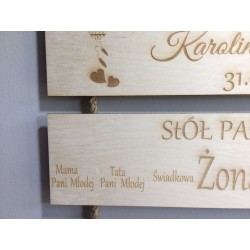 Karolin
31.
STÓŁ PA
Mama
Pani Młodej
Tata
Pani Młodej
Świadkowa
Żona